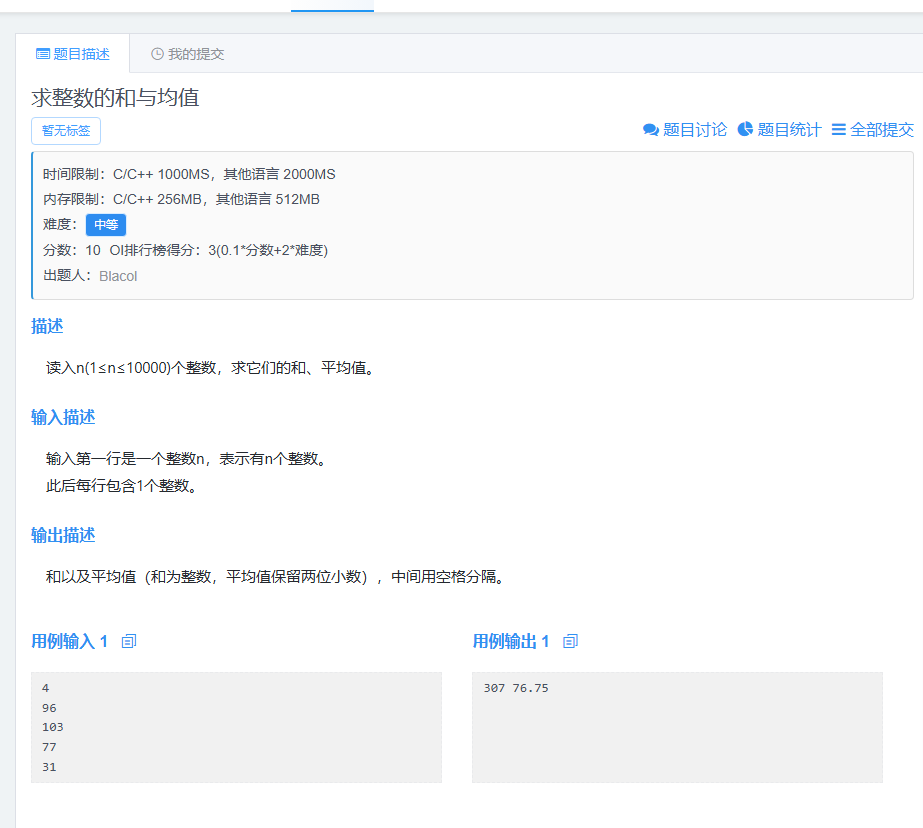 题目描述 我的提交
求整数的和与均值
暂无标签
题目讨论 题目统计 全部提交
时间限制：C/C++ 1000MS，其他语言 2000MS
内存限制：C/C++ 256MB，其他语言 512MB
难度： 中等
分数：10 OI排行榜得分：3(0.1*分数+2*难度)
出题人：Blacol
描述
读入n(1≤n≤10000)个整数，求它们的和、平均值。
输入描述
输入第一行是一个整数n，表示有n个整数。
此后每行包含1个整数。
输出描述
和以及平均值（和为整数，平均值保留两位小数），中间用空格分隔。
用例输入 1
4
96
103
77
31
用例输出 1
307 76.75